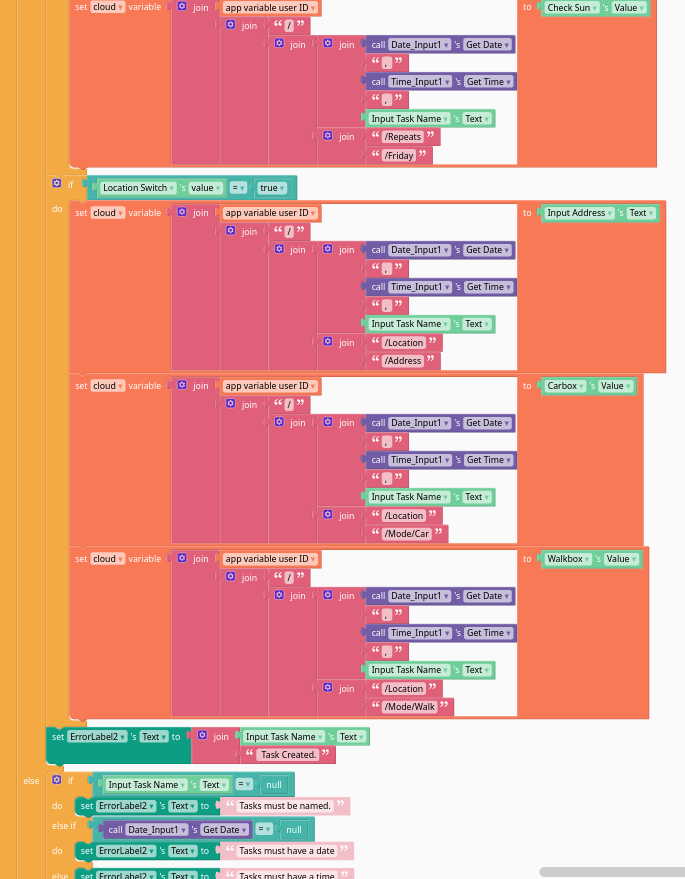 set cloud variable join app variable user ID to Check Sun 's Value
join “ / ”
join join call Date_Input1 's Get Date
“ , ”
call Time_Input1 's Get Time
“ , ”
Input Task Name 's Text
join “ /Repeats ”
“ /Friday ”
if Location Switch 's value = true
do set cloud variable join app variable user ID to Input Address 's Text
join “ / ”
join join call Date_Input1 's Get Date
“ , ”
call Time_Input1 's Get Time
“ , ”
Input Task Name 's Text
join “ /Location ”
“ /Address ”
set cloud variable join app variable user ID to Carbox 's Value
join “ / ”
join join call Date_Input1 's Get Date
“ , ”
call Time_Input1 's Get Time
“ , ”
Input Task Name 's Text
join “ /Location ”
“ /Mode/Car ”
set cloud variable join app variable user ID to Walkbox 's Value
join “ / ”
join join call Date_Input1 's Get Date
“ , ”
call Time_Input1 's Get Time
“ , ”
Input Task Name 's Text
join “ /Location ”
“ /Mode/Walk ”
set ErrorLabel2 's Text to join Input Task Name 's Text
“ Task Created. ”
else if Input Task Name 's Text = null
do set ErrorLabel2 's Text to “ Tasks must be named. ”
else if call Date_Input1 's Get Date = null
do set ErrorLabel2 's Text to “ Tasks must have a date ”
else set ErrorLabel2 's Text to “ Tasks must have a time ”